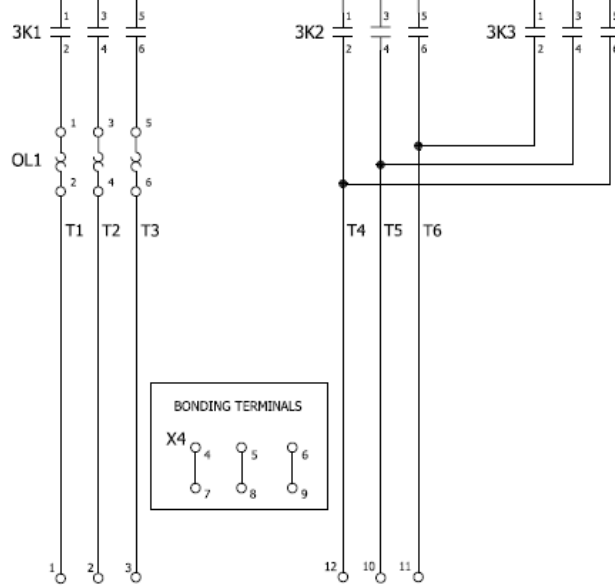 1 3 5 1 3 5 1 3 5
3K1 3K2 3K3
2 4 6 2 4 6 2 4 6
1 3 5
OL1
2 4 6
T1 T2 T3 T4 T5 T6
BONDING TERMINALS
X4
4 5 6
7 8 9
1 2 3 12 10 11